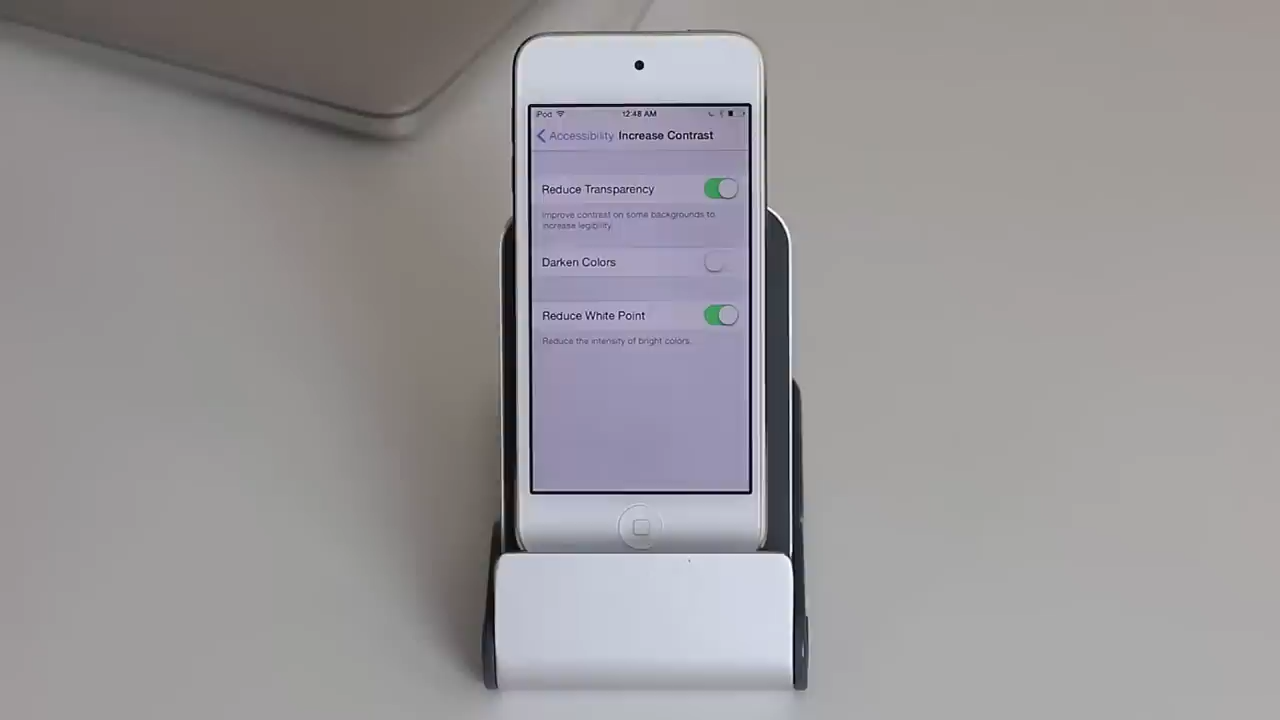 iPod 12:48 AM
Accessibility Increase Contrast
Reduce Transparency
Improve contrast on some backgrounds to
increase legibility.
Darken Colors
Reduce White Point
Reduce the intensity of bright colors.